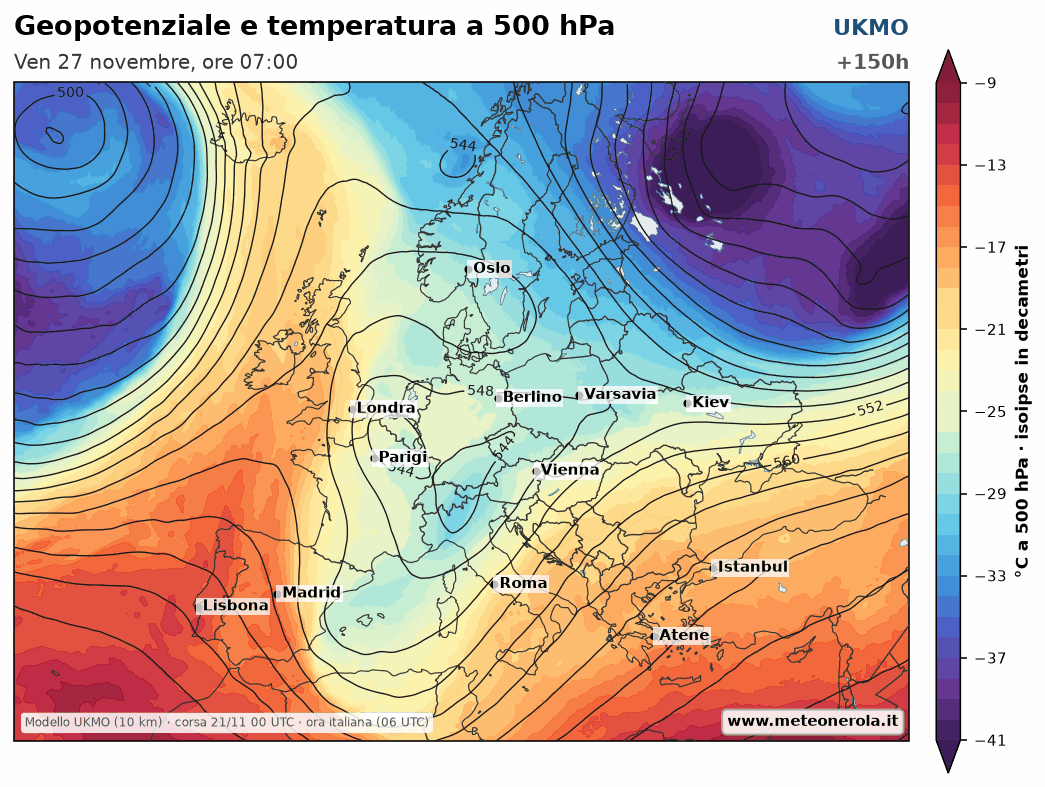 Geopotenziale e temperatura a 500 hPa
UKMO
Ven 27 novembre, ore 07:00
+150h
500
544
−9
−13
−17
−21
−25
−29
−33
−37
−41
°C a 500 hPa · isoipse in decametri
Oslo
548
Berlino
Varsavia
Kiev
Londra
552
544
Parigi
544
Vienna
560
Istanbul
Roma
Madrid
Lisbona
Atene
Modello UKMO (10 km) · corsa 21/11 00 UTC · ora italiana (06 UTC)
www.meteonerola.it